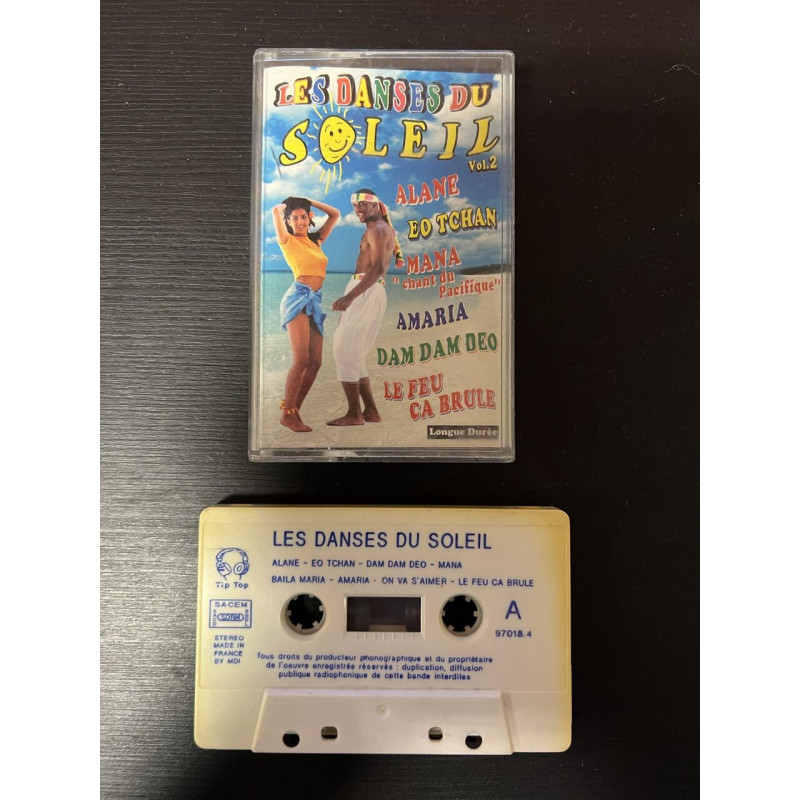 LES DANSES DU
SOLEIL
Vol.2
ALANE
EO TCHAN
MANA
"chant du
Pacifique"
AMARIA
DAM DAM DEO
LE FEU
CA BRULE
Longue Durée
LES DANSES DU SOLEIL
ALANE - EO TCHAN - DAM DAM DEO - MANA
BAILA MARIA - AMARIA - ON VA S'AIMER - LE FEU CA BRULE
Tip Top
SACEM
SDRM
A
97018.4
STEREO
MADE IN
FRANCE
BY MDI
Tous droits du producteur phonographique et du propriétaire
de l'oeuvre enregistrée réservés : duplication, diffusion
publique radiophonique de cette bande interdites